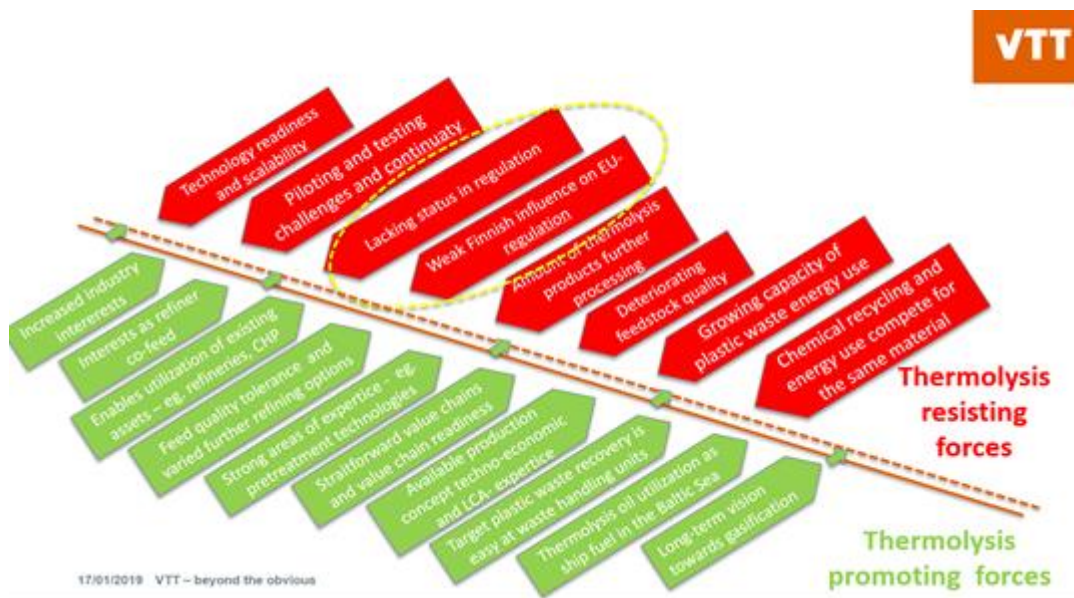 VTT
Technology readiness
and scalability
Piloting and testing
challenges and continuaty
Lacking status in regulation
Weak Finnish influence on EU-
regulation
Amount of thermolysis
products further
processing
Deteriorating
feedstock quality
Growing capacity of
plastic waste energy use
Chemical recycling and
energy use compete for
the same material
Thermolysis
resisting
forces
Increased industry
intererests
Interests as refiner
co-feed
Enables utilization of existing
assets – eg. refineries, CHP
Feed quality tolerance and
varied further refining options
Strong areas of expertice - eg.
pretreatment technologies
Straitforward value chains
and value chain readiness
Available production
concept techno-economic
and LCA- expertice
Target plastic waste recovery is
easy at waste handling units
Thermolysis oil utilization as
ship fuel in the Baltic Sea
Long-term vision
towards gasification
Thermolysis
promoting forces
17/01/2019 VTT – beyond the obvious